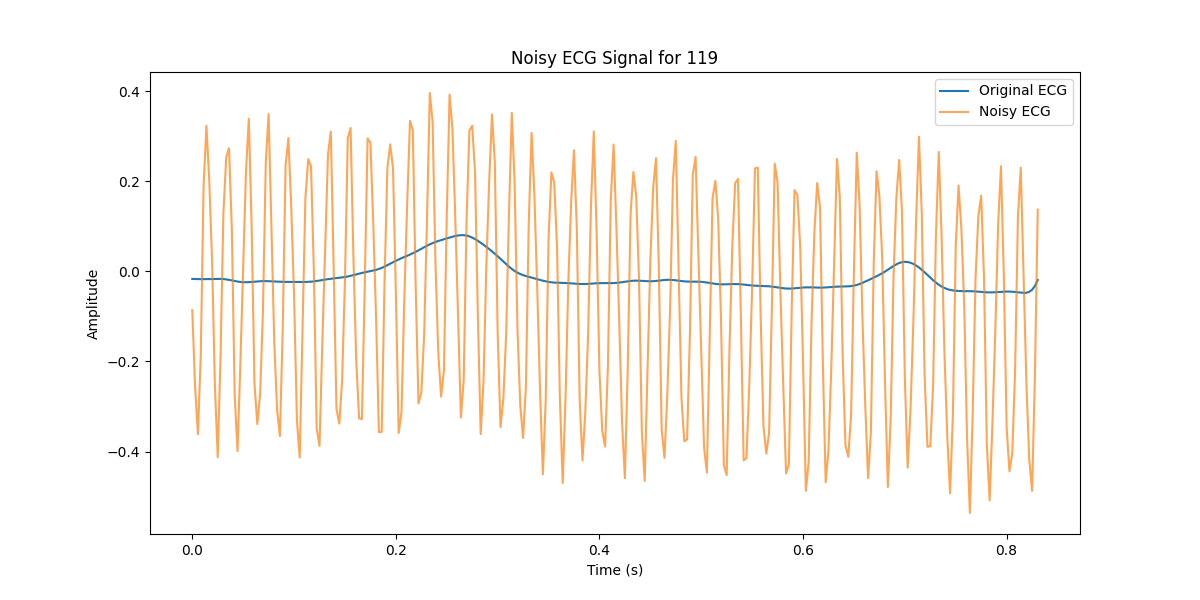 Noisy ECG Signal for 119
Original ECG
Noisy ECG
Amplitude
0.4
0.2
0.0
−0.2
−0.4
0.0 0.2 0.4 0.6 0.8
Time (s)